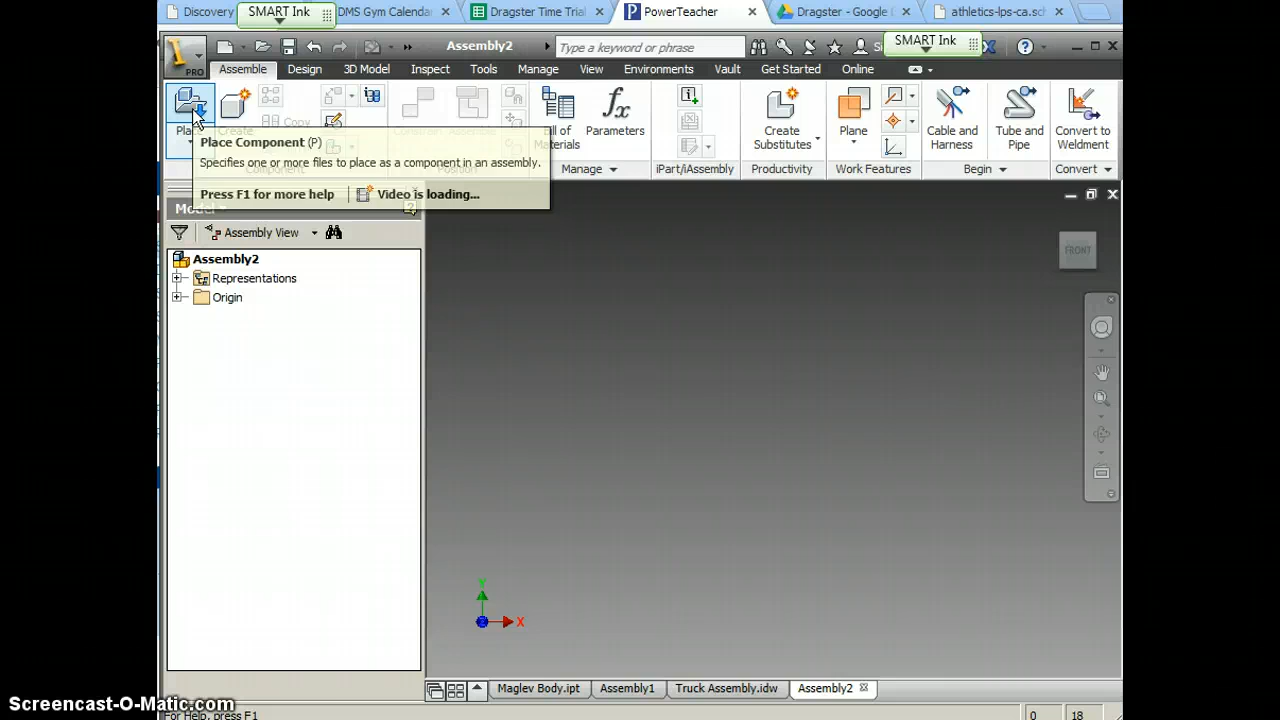 Discovery
SMART Ink
DMS Gym Calenda
Dragster Time Tria
PowerTeacher
Dragster - Google
athletics-lps-ca.sch
PRO
Assembly2
Type a keyword or phrase
SMART Ink
Assemble Design 3D Model Inspect Tools Manage View Environments Vault Get Started Online
Copy
Bill of Materials
Parameters
Create Substitutes
Plane
Cable and Harness
Tube and Pipe
Convert to Weldment
Manage iPart/iAssembly Productivity Work Features Begin Convert
Place Component (P)
Specifies one or more files to place as a component in an assembly.
Press F1 for more help
Video is loading...
Assembly View
Assembly2
Representations
Origin
FRONT
Y
X
Maglev Body.ipt Assembly1 Truck Assembly.idw Assembly2
For Help, press F1
0 18
Screencast-O-Matic.com